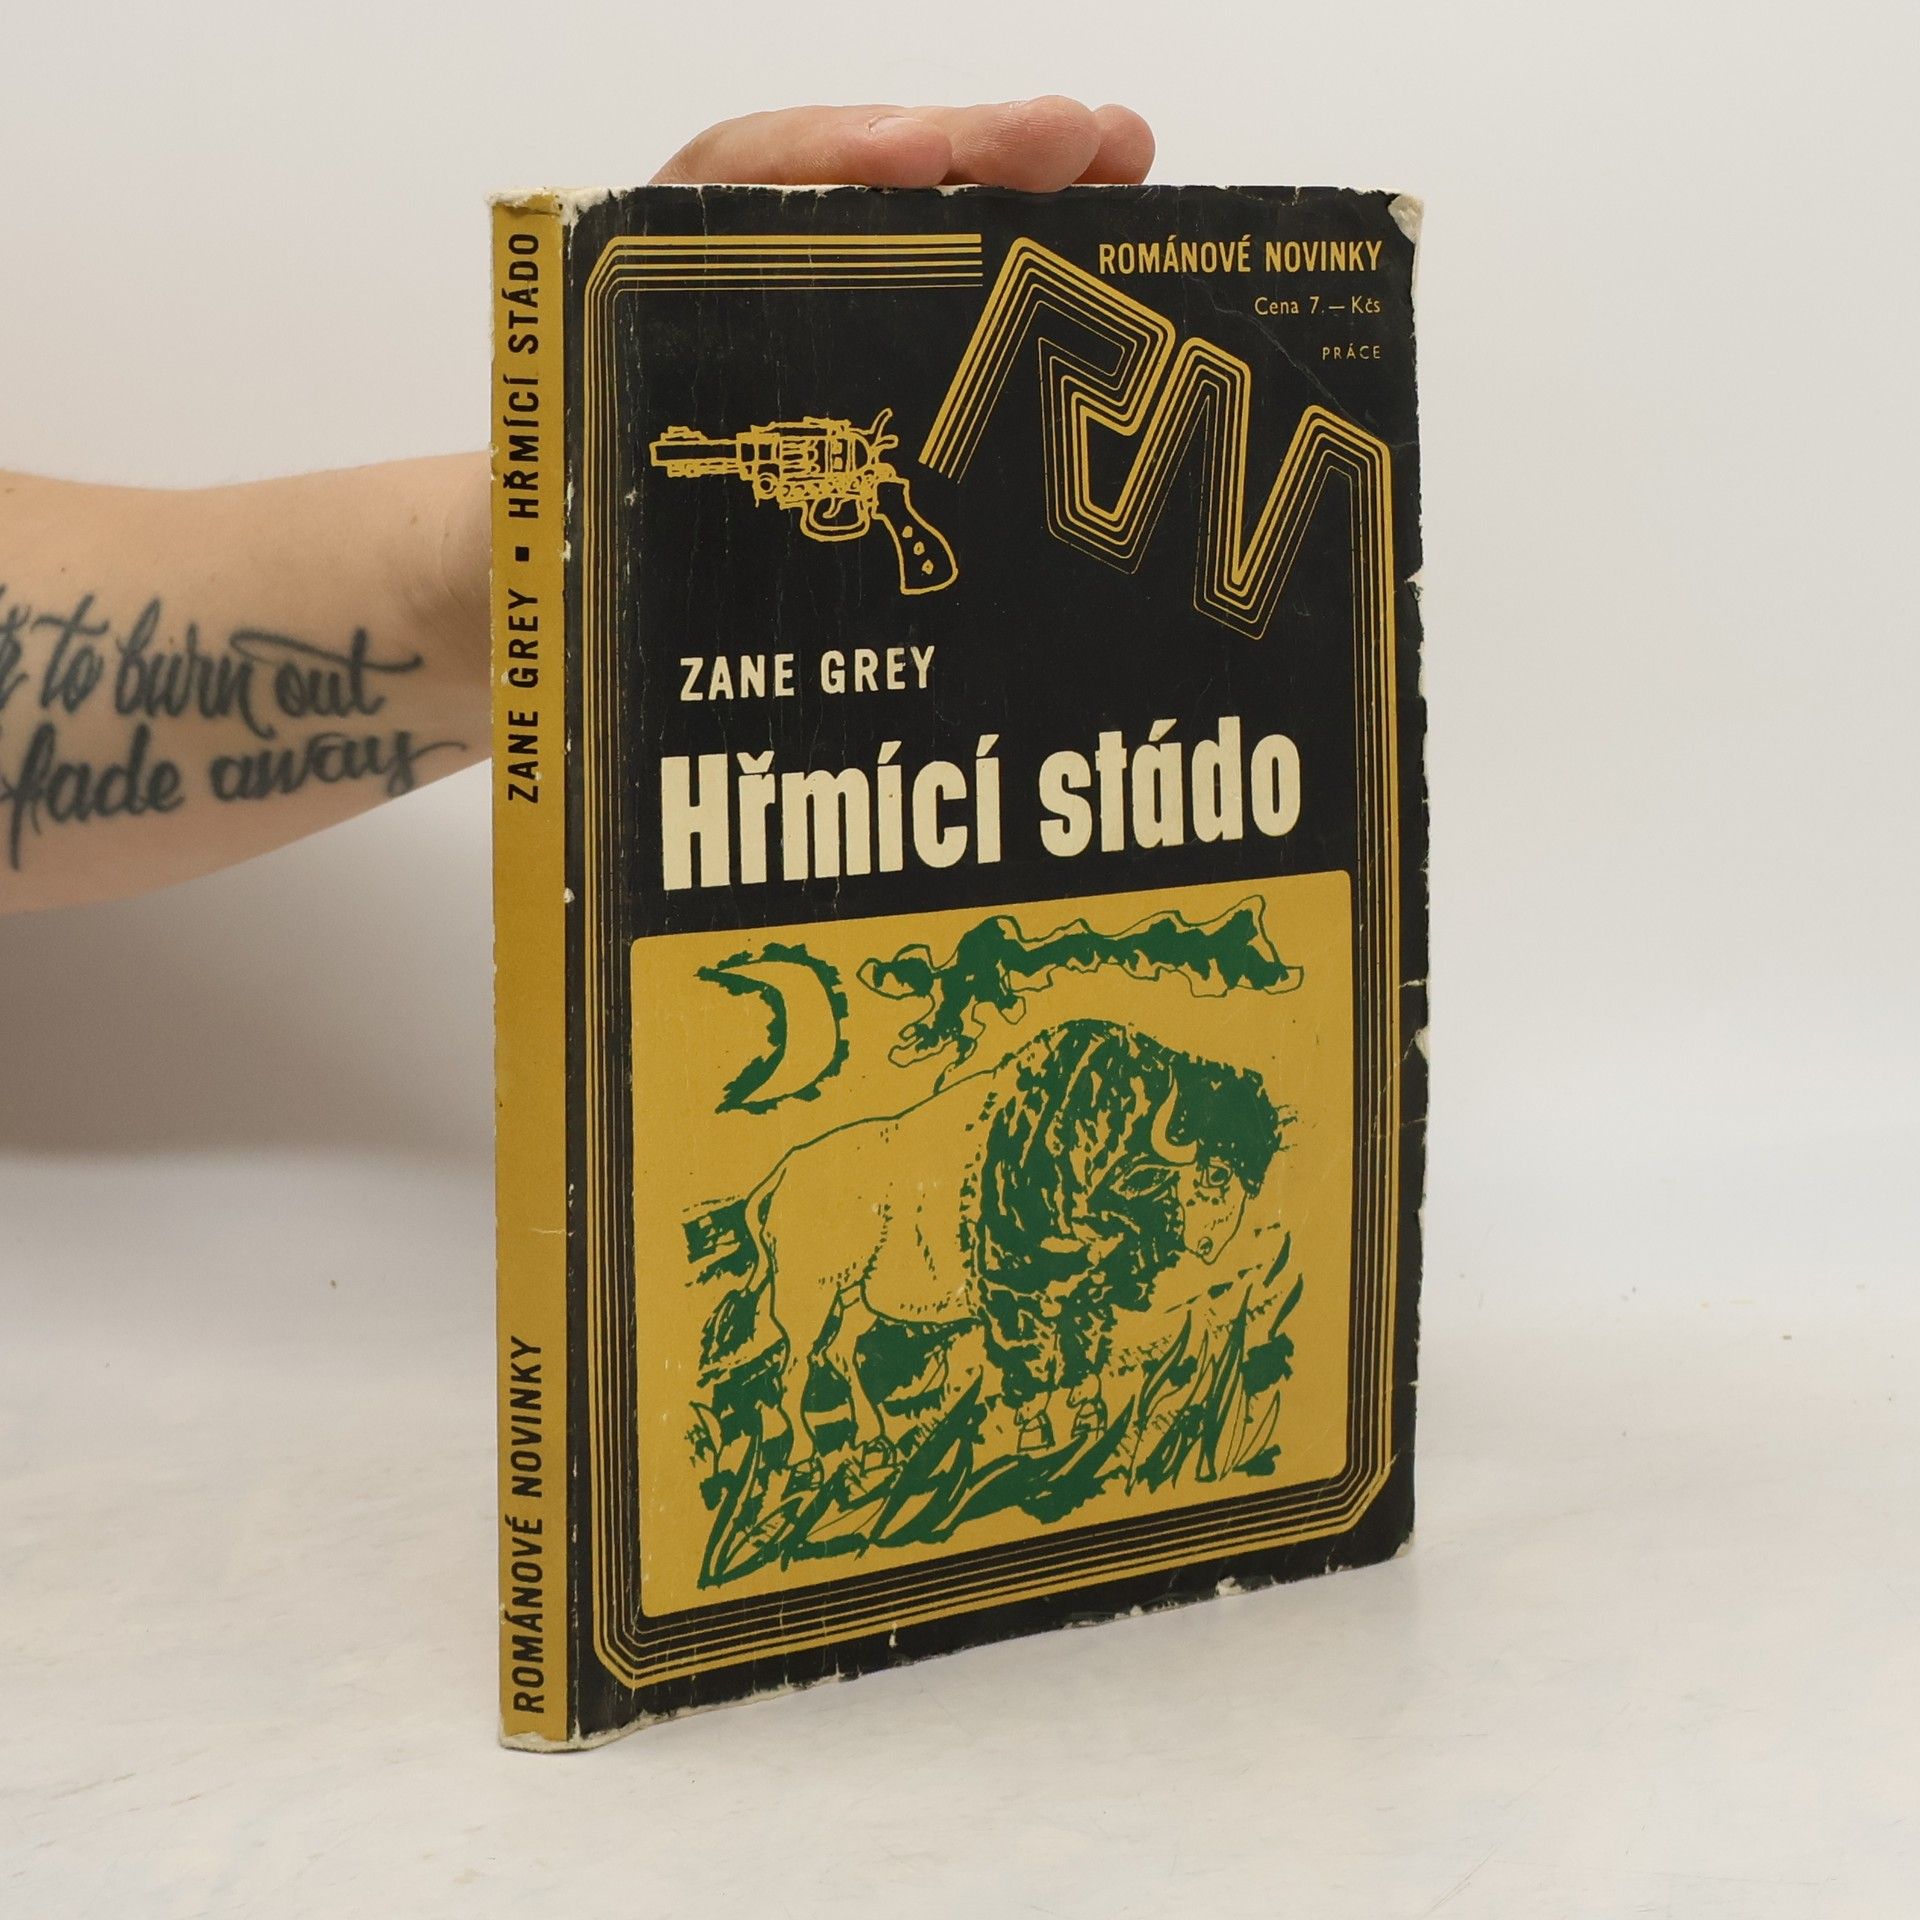 ROMÁNOVÉ NOVINKY
Cena 7.— Kčs
PRÁCE
ZANE GREY
Hřmící stádo
ZANE GREY ▪ HŘMÍCÍ STÁDO
ROMÁNOVÉ NOVINKY
to burn out
fade away